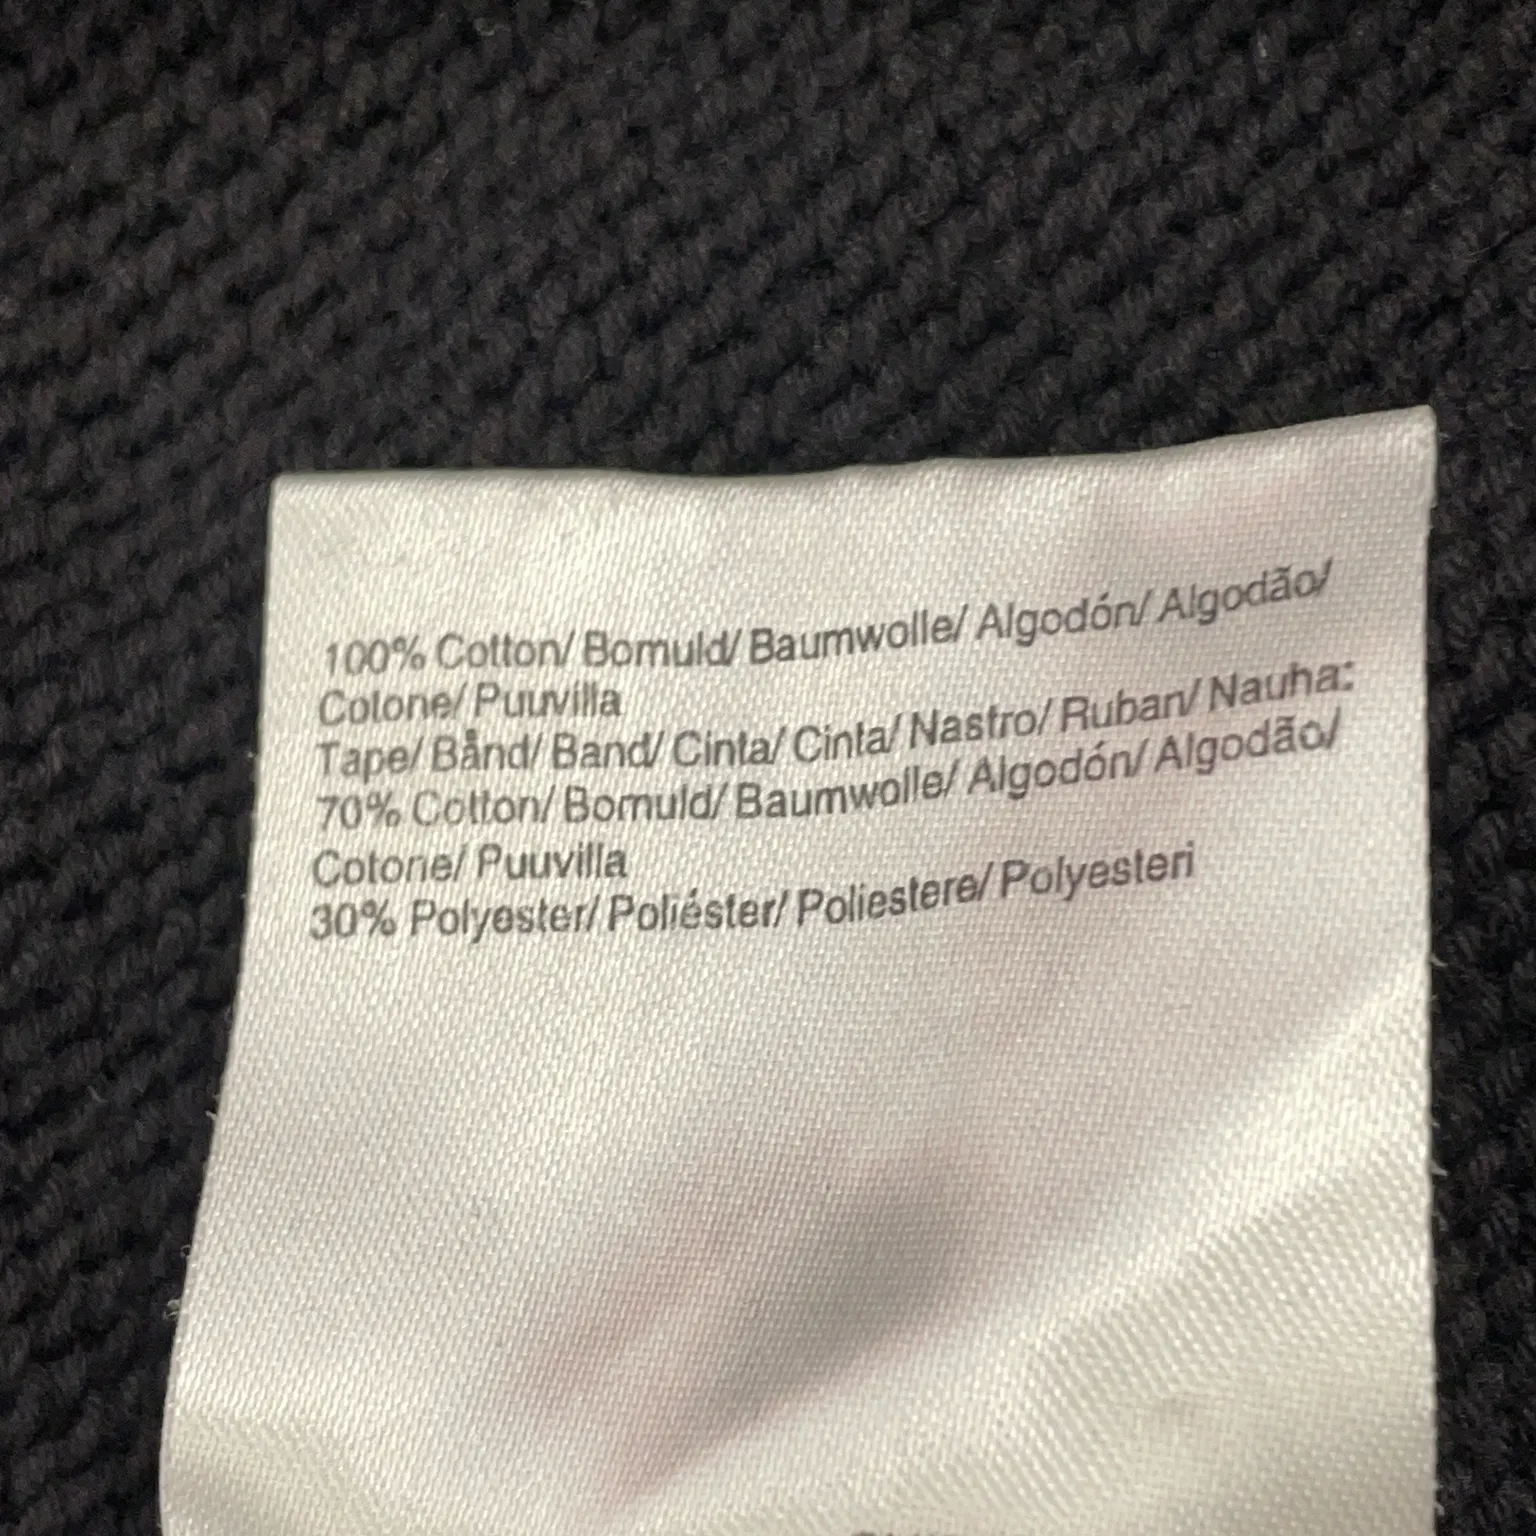 100% Cotton/ Bomuld/ Baumwolle/ Algodón/ Algodão/
Cotone/ Puuvilla
Tape/ Bånd/ Band/ Cinta/ Cinta/ Nastro/ Ruban/ Nauha:
70% Cotton/ Bomuld/ Baumwolle/ Algodón/ Algodão/
Cotone/ Puuvilla
30% Polyester/ Poliéster/ Poliestere/ Polyesteri